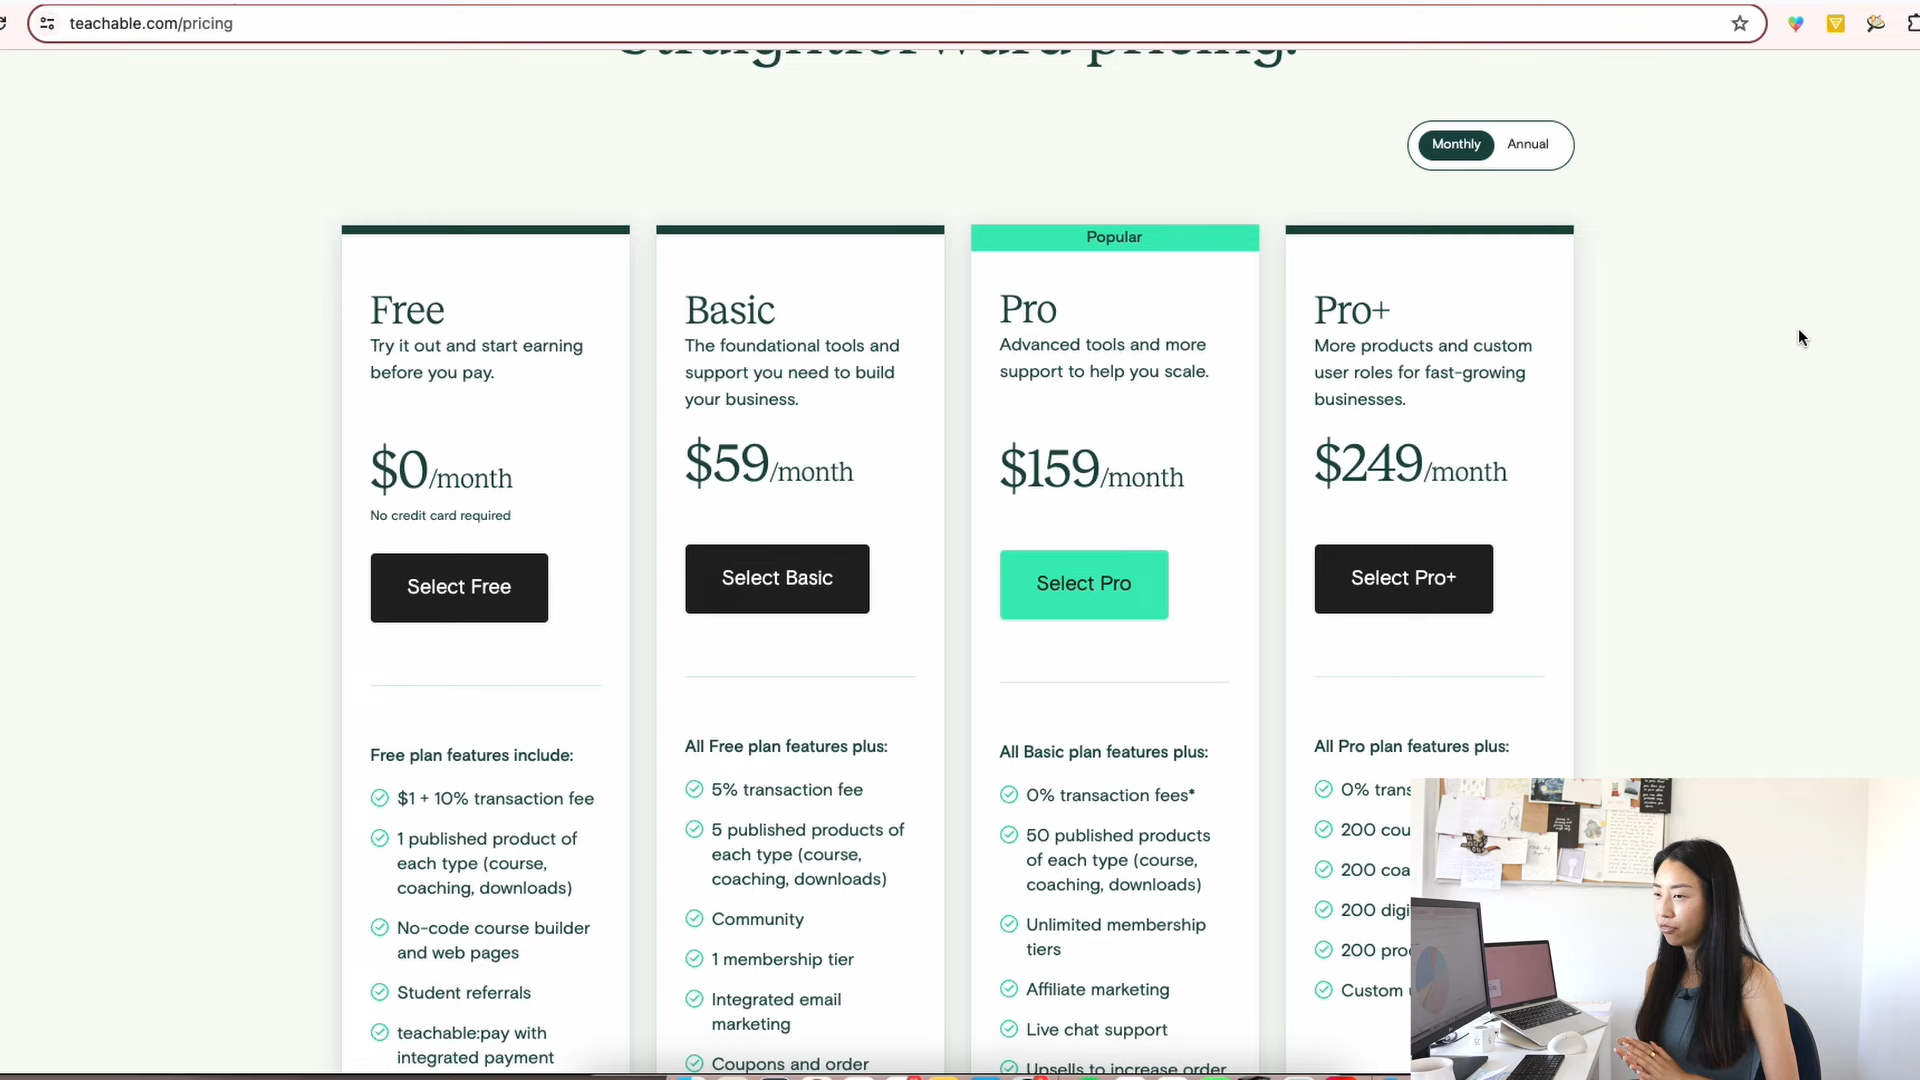 teachable.com/pricing
Straightforward pricing.
Monthly
Annual
Free
Try it out and start earning
before you pay.
$0/month
No credit card required
Select Free
Free plan features include:
$1 + 10% transaction fee
1 published product of
each type (course,
coaching, downloads)
No-code course builder
and web pages
Student referrals
teachable:pay with
integrated payment
Basic
The foundational tools and
support you need to build
your business.
$59/month
Select Basic
All Free plan features plus:
5% transaction fee
5 published products of
each type (course,
coaching, downloads)
Community
1 membership tier
Integrated email
marketing
Coupons and order
Popular
Pro
Advanced tools and more
support to help you scale.
$159/month
Select Pro
All Basic plan features plus:
0% transaction fees*
50 published products
of each type (course,
coaching, downloads)
Unlimited membership
tiers
Affiliate marketing
Live chat support
Upsells to increase order
Pro+
More products and custom
user roles for fast-growing
businesses.
$249/month
Select Pro+
All Pro plan features plus:
0% trans
200 cou
200 coa
200 digi
200 pro
Custom